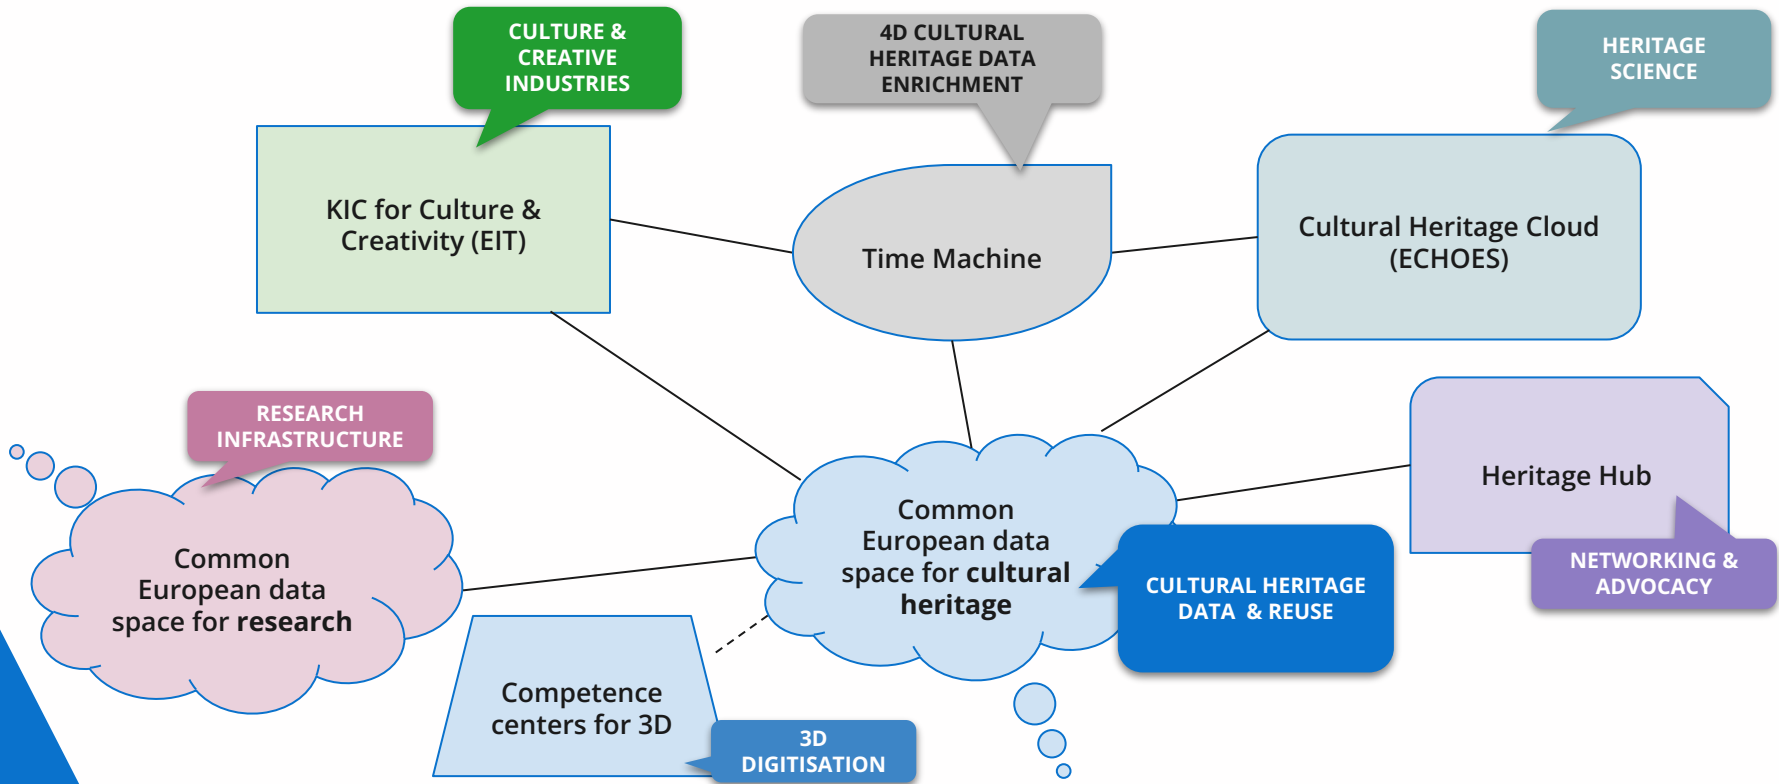 CULTURE &
CREATIVE
INDUSTRIES
4D CULTURAL
HERITAGE DATA
ENRICHMENT
HERITAGE
SCIENCE
KIC for Culture &
Creativity (EIT)
Time Machine
Cultural Heritage Cloud
(ECHOES)
RESEARCH
INFRASTRUCTURE
Common
European data
space for research
Common
European data
space for cultural
heritage
Heritage Hub
CULTURAL HERITAGE
DATA & REUSE
NETWORKING &
ADVOCACY
Competence
centers for 3D
3D
DIGITISATION